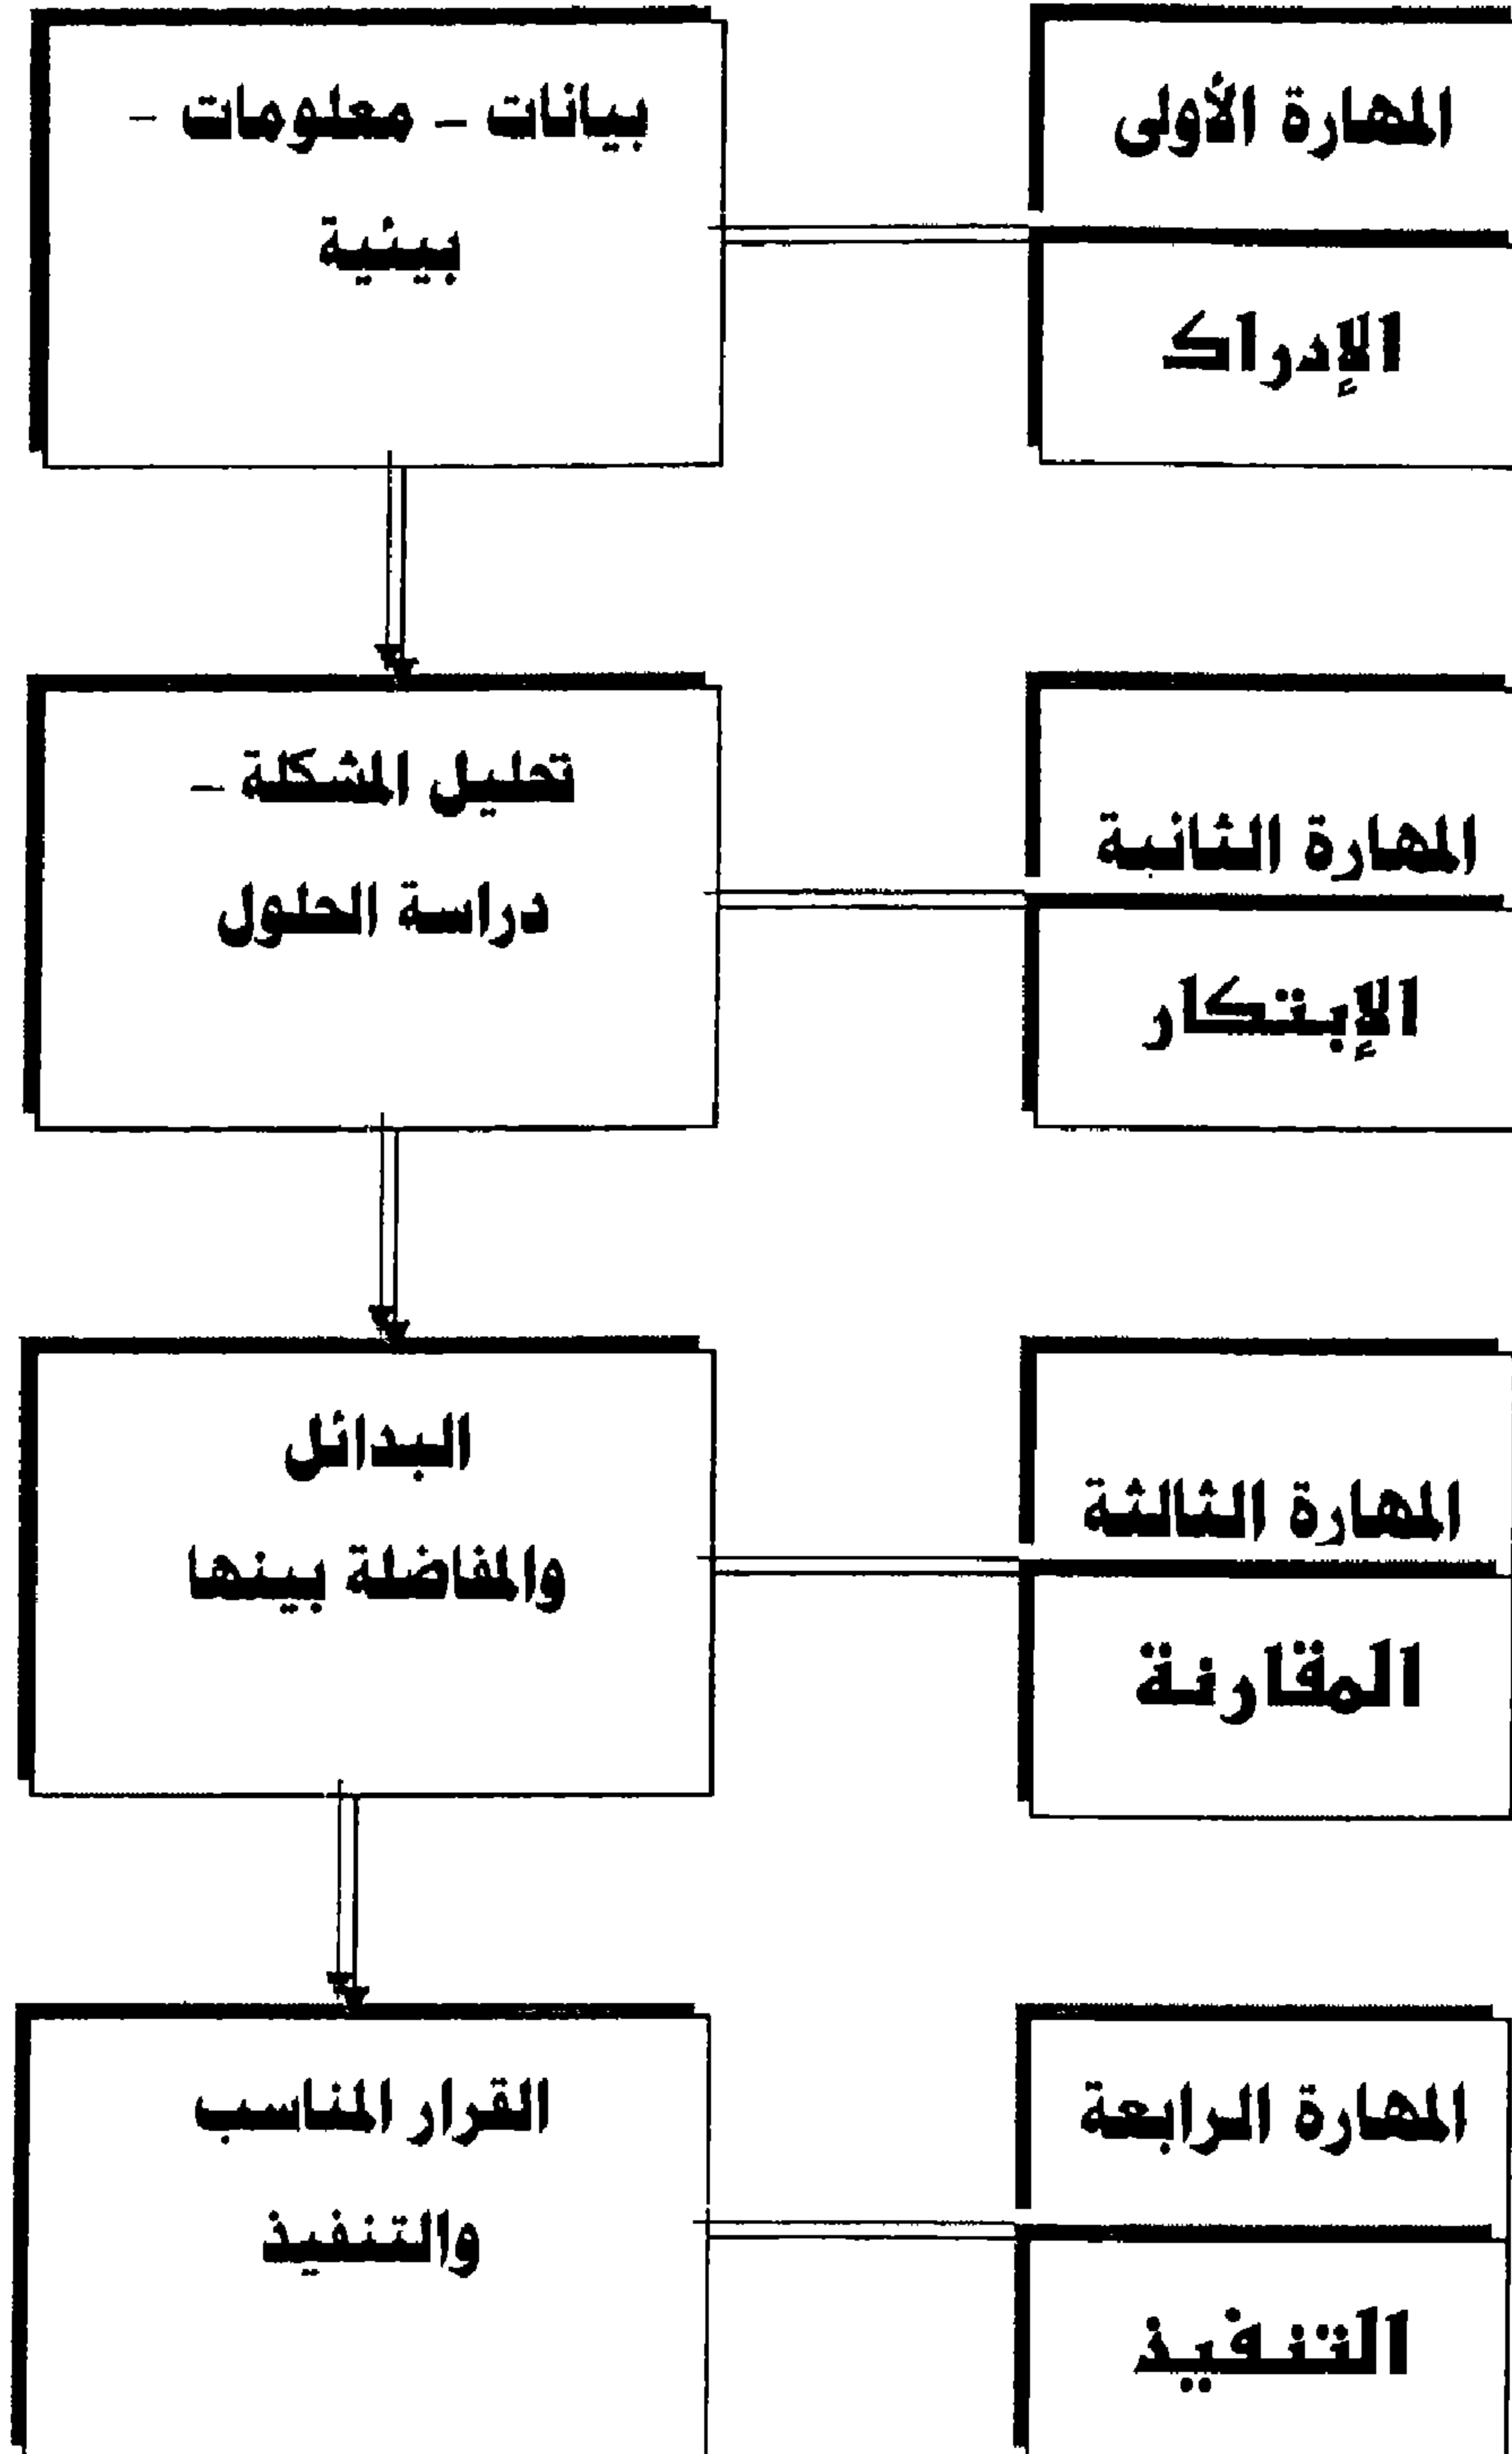 المهارة الأولى
الإدراك
بيانات - معلومات -
بيئية
المهارة الثانية
الإبتكار
تحليل المشكلة -
دراسة الحلول
المهارة الثالثة
المقارنة
البدائل
والمفاضلة بينها
المهارة الرابعة
التنفيذ
القرار المناسب
والتنفيذ